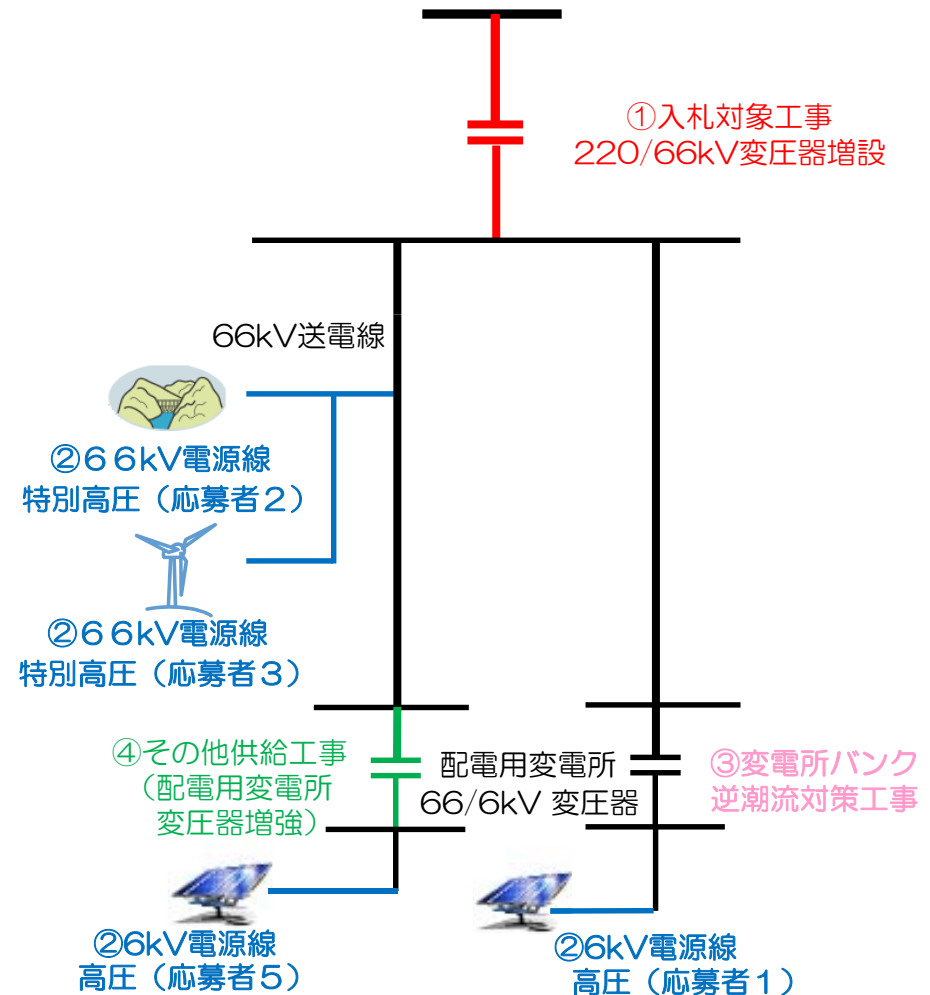 ①入札対象工事
220/66kV変圧器増設
66kV送電線
②66kV電源線
特別高圧（応募者2）
②66kV電源線
特別高圧（応募者3）
④その他供給工事
（配電用変電所
変圧器増強）
配電用変電所
66/6kV 変圧器
③変電所バンク
逆潮流対策工事
②6kV電源線
高圧（応募者5）
②6kV電源線
高圧（応募者1）